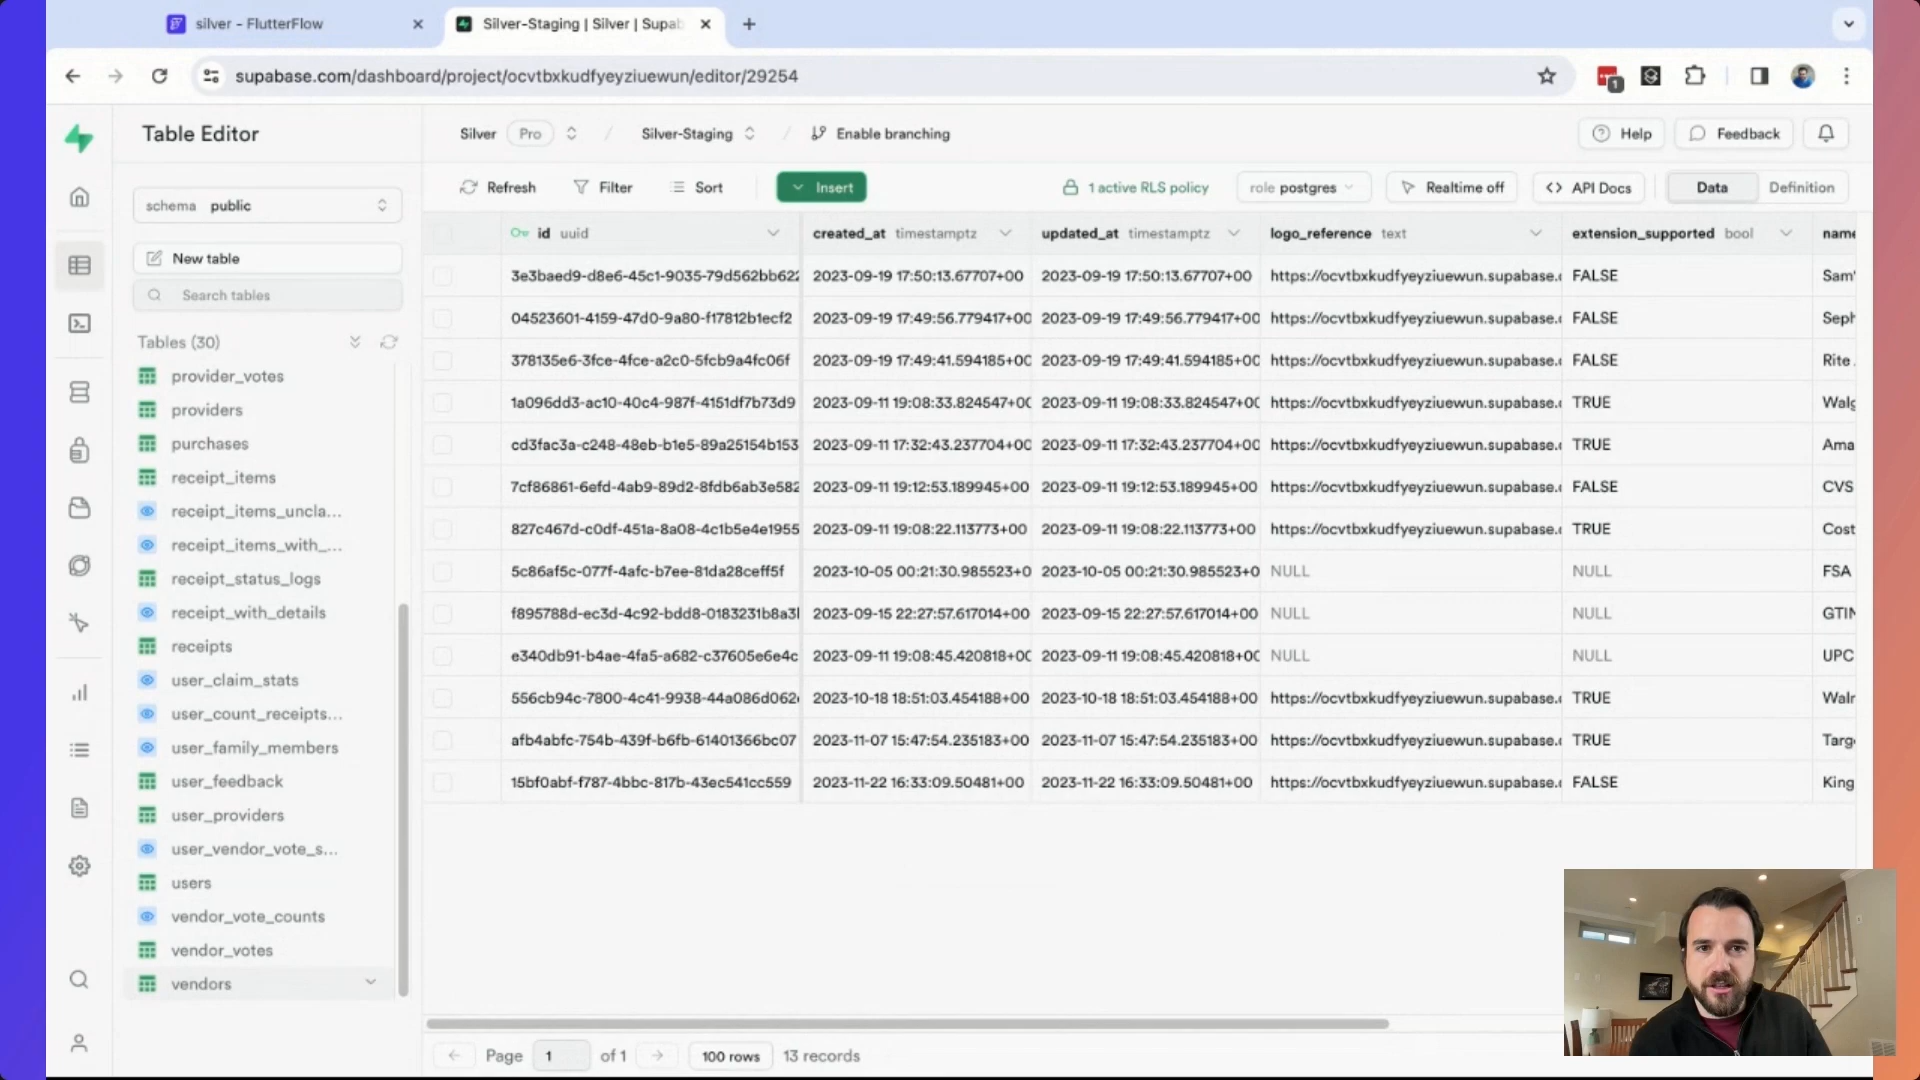 silver - FlutterFlow
Silver-Staging | Silver | Supab
supabase.com/dashboard/project/ocvtbxkudfyeyziuewun/editor/29254
1
Table Editor
Silver Pro / Silver-Staging / Enable branching
Help
Feedback
schema public
New table
Search tables
Tables (30)
provider_votes
providers
purchases
receipt_items
receipt_items_uncla...
receipt_items_with_...
receipt_status_logs
receipt_with_details
receipts
user_claim_stats
user_count_receipts...
user_family_members
user_feedback
user_providers
user_vendor_vote_s...
users
vendor_vote_counts
vendor_votes
vendors
Refresh Filter Sort Insert
1 active RLS policy
role postgres
Realtime off
API Docs
Data
Definition
id uuid created_at timestamptz updated_at timestamptz logo_reference text extension_supported bool name
3e3baed9-d8e6-45c1-9035-79d562bb622 2023-09-19 17:50:13.67707+00 2023-09-19 17:50:13.67707+00 https://ocvtbxkudfyeyziuewun.supabase. FALSE Sam'
04523601-4159-47d0-9a80-f17812b1ecf2 2023-09-19 17:49:56.779417+00 2023-09-19 17:49:56.779417+00 https://ocvtbxkudfyeyziuewun.supabase. FALSE Seph
378135e6-3fce-4fce-a2c0-5fcb9a4fc06f 2023-09-19 17:49:41.594185+00 2023-09-19 17:49:41.594185+00 https://ocvtbxkudfyeyziuewun.supabase. FALSE Rite
1a096dd3-ac10-40c4-987f-4151df7b73d9 2023-09-11 19:08:33.824547+00 2023-09-11 19:08:33.824547+00 https://ocvtbxkudfyeyziuewun.supabase. TRUE Walg
cd3fac3a-c248-48eb-b1e5-89a25154b153 2023-09-11 17:32:43.237704+00 2023-09-11 17:32:43.237704+00 https://ocvtbxkudfyeyziuewun.supabase. TRUE Ama
7cf86861-6efd-4ab9-89d2-8fdb6ab3e582 2023-09-11 19:12:53.189945+00 2023-09-11 19:12:53.189945+00 https://ocvtbxkudfyeyziuewun.supabase. FALSE CVS
827c467d-c0df-451a-8a08-4c1b5e4e1955 2023-09-11 19:08:22.113773+00 2023-09-11 19:08:22.113773+00 https://ocvtbxkudfyeyziuewun.supabase. TRUE Cost
5c86af5c-077f-4afc-b7ee-81da28ceff5f 2023-10-05 00:21:30.985523+0 2023-10-05 00:21:30.985523+0 NULL NULL FSA
f895788d-ec3d-4c92-bdd8-0183231b8a3 2023-09-15 22:27:57.617014+00 2023-09-15 22:27:57.617014+00 NULL NULL GTIN
e340db91-b4ae-4fa5-a682-c37605e6e4c 2023-09-11 19:08:45.420818+00 2023-09-11 19:08:45.420818+00 NULL NULL UPC
556cb94c-7800-4c41-9938-44a086d062 2023-10-18 18:51:03.454188+00 2023-10-18 18:51:03.454188+00 https://ocvtbxkudfyeyziuewun.supabase. TRUE Walr
afb4abfc-754b-439f-b6fb-61401366bc07 2023-11-07 15:47:54.235183+00 2023-11-07 15:47:54.235183+00 https://ocvtbxkudfyeyziuewun.supabase. TRUE Targ
15bf0abf-f787-4bbc-817b-43ec541cc559 2023-11-22 16:33:09.50481+00 2023-11-22 16:33:09.50481+00 https://ocvtbxkudfyeyziuewun.supabase. FALSE King
Page 1 of 1 100 rows 13 records